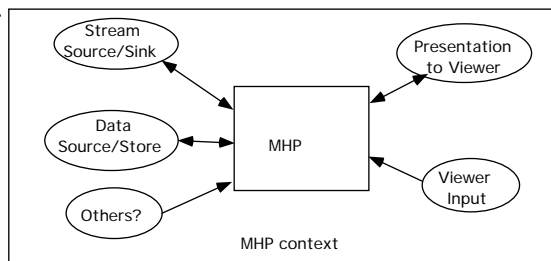 Stream
Source/Sink
Presentation
to Viewer
Data
Source/Store
MHP
Viewer
Input
Others?
MHP context